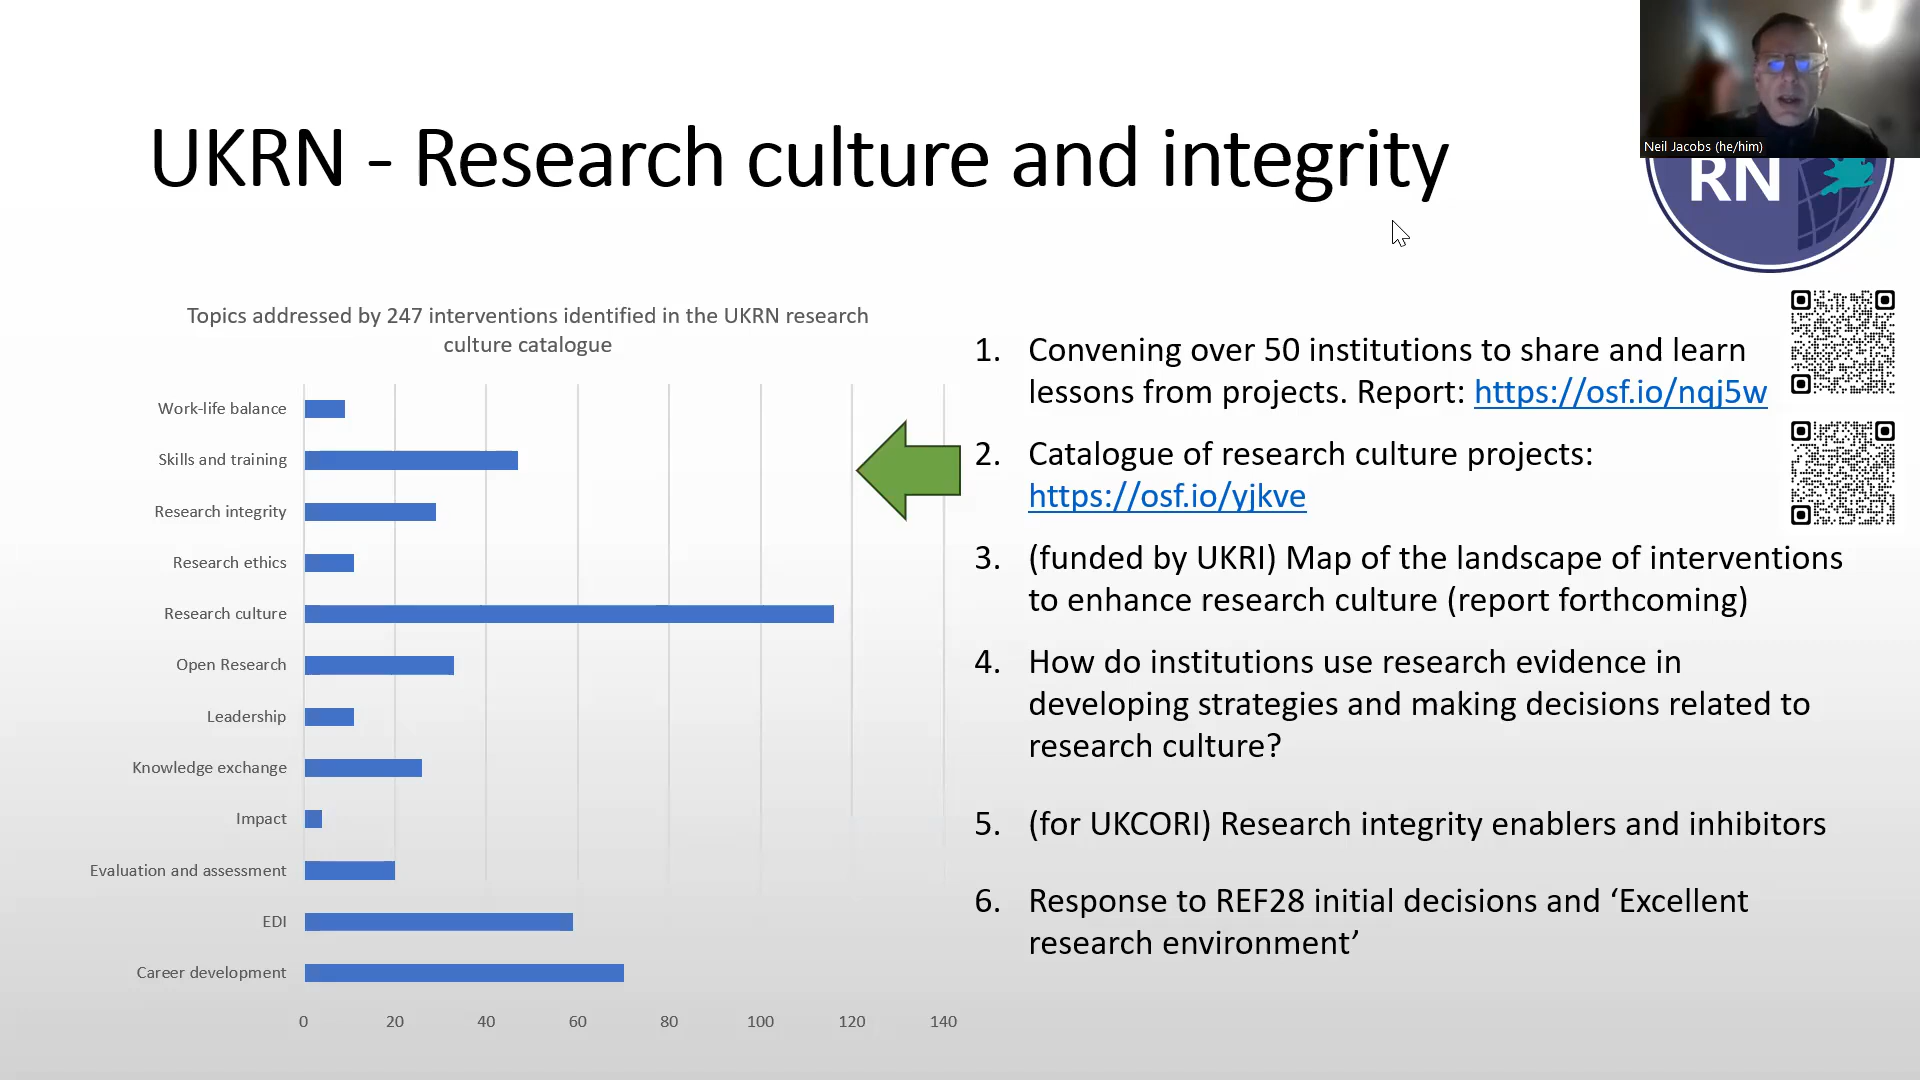 Neil Jacobs (he/him)
UKRN - Research culture and integrity
RN
Topics addressed by 247 interventions identified in the UKRN research
culture catalogue
Work-life balance
Skills and training
Research integrity
Research ethics
Research culture
Open Research
Leadership
Knowledge exchange
Impact
Evaluation and assessment
EDI
Career development
0 20 40 60 80 100 120 140
1. Convening over 50 institutions to share and learn
lessons from projects. Report: https://osf.io/nqj5w
2. Catalogue of research culture projects:
https://osf.io/yjkve
3. (funded by UKRI) Map of the landscape of interventions
to enhance research culture (report forthcoming)
4. How do institutions use research evidence in
developing strategies and making decisions related to
research culture?
5. (for UKCORI) Research integrity enablers and inhibitors
6. Response to REF28 initial decisions and ‘Excellent
research environment’